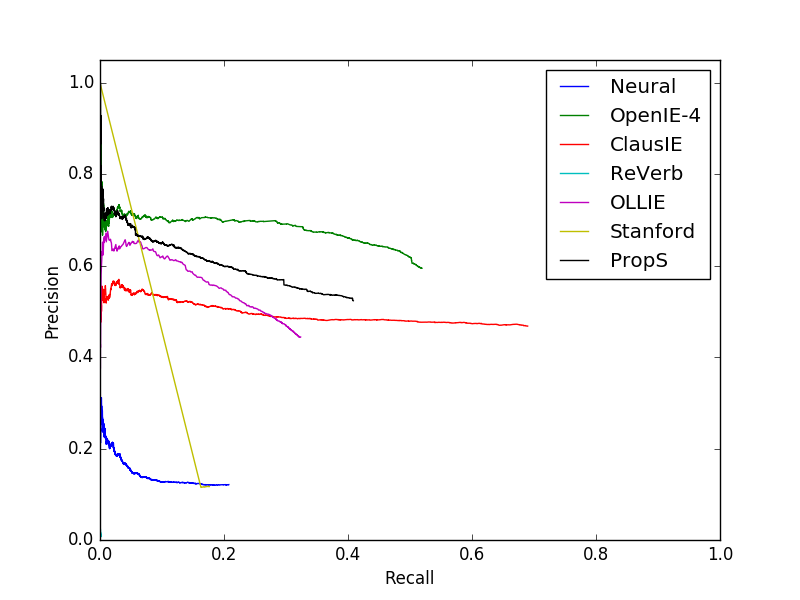 Precision
1.0
0.8
0.6
0.4
0.2
0.0
0.0 0.2 0.4 0.6 0.8 1.0
Recall
Neural
OpenIE-4
ClausIE
ReVerb
OLLIE
Stanford
PropS